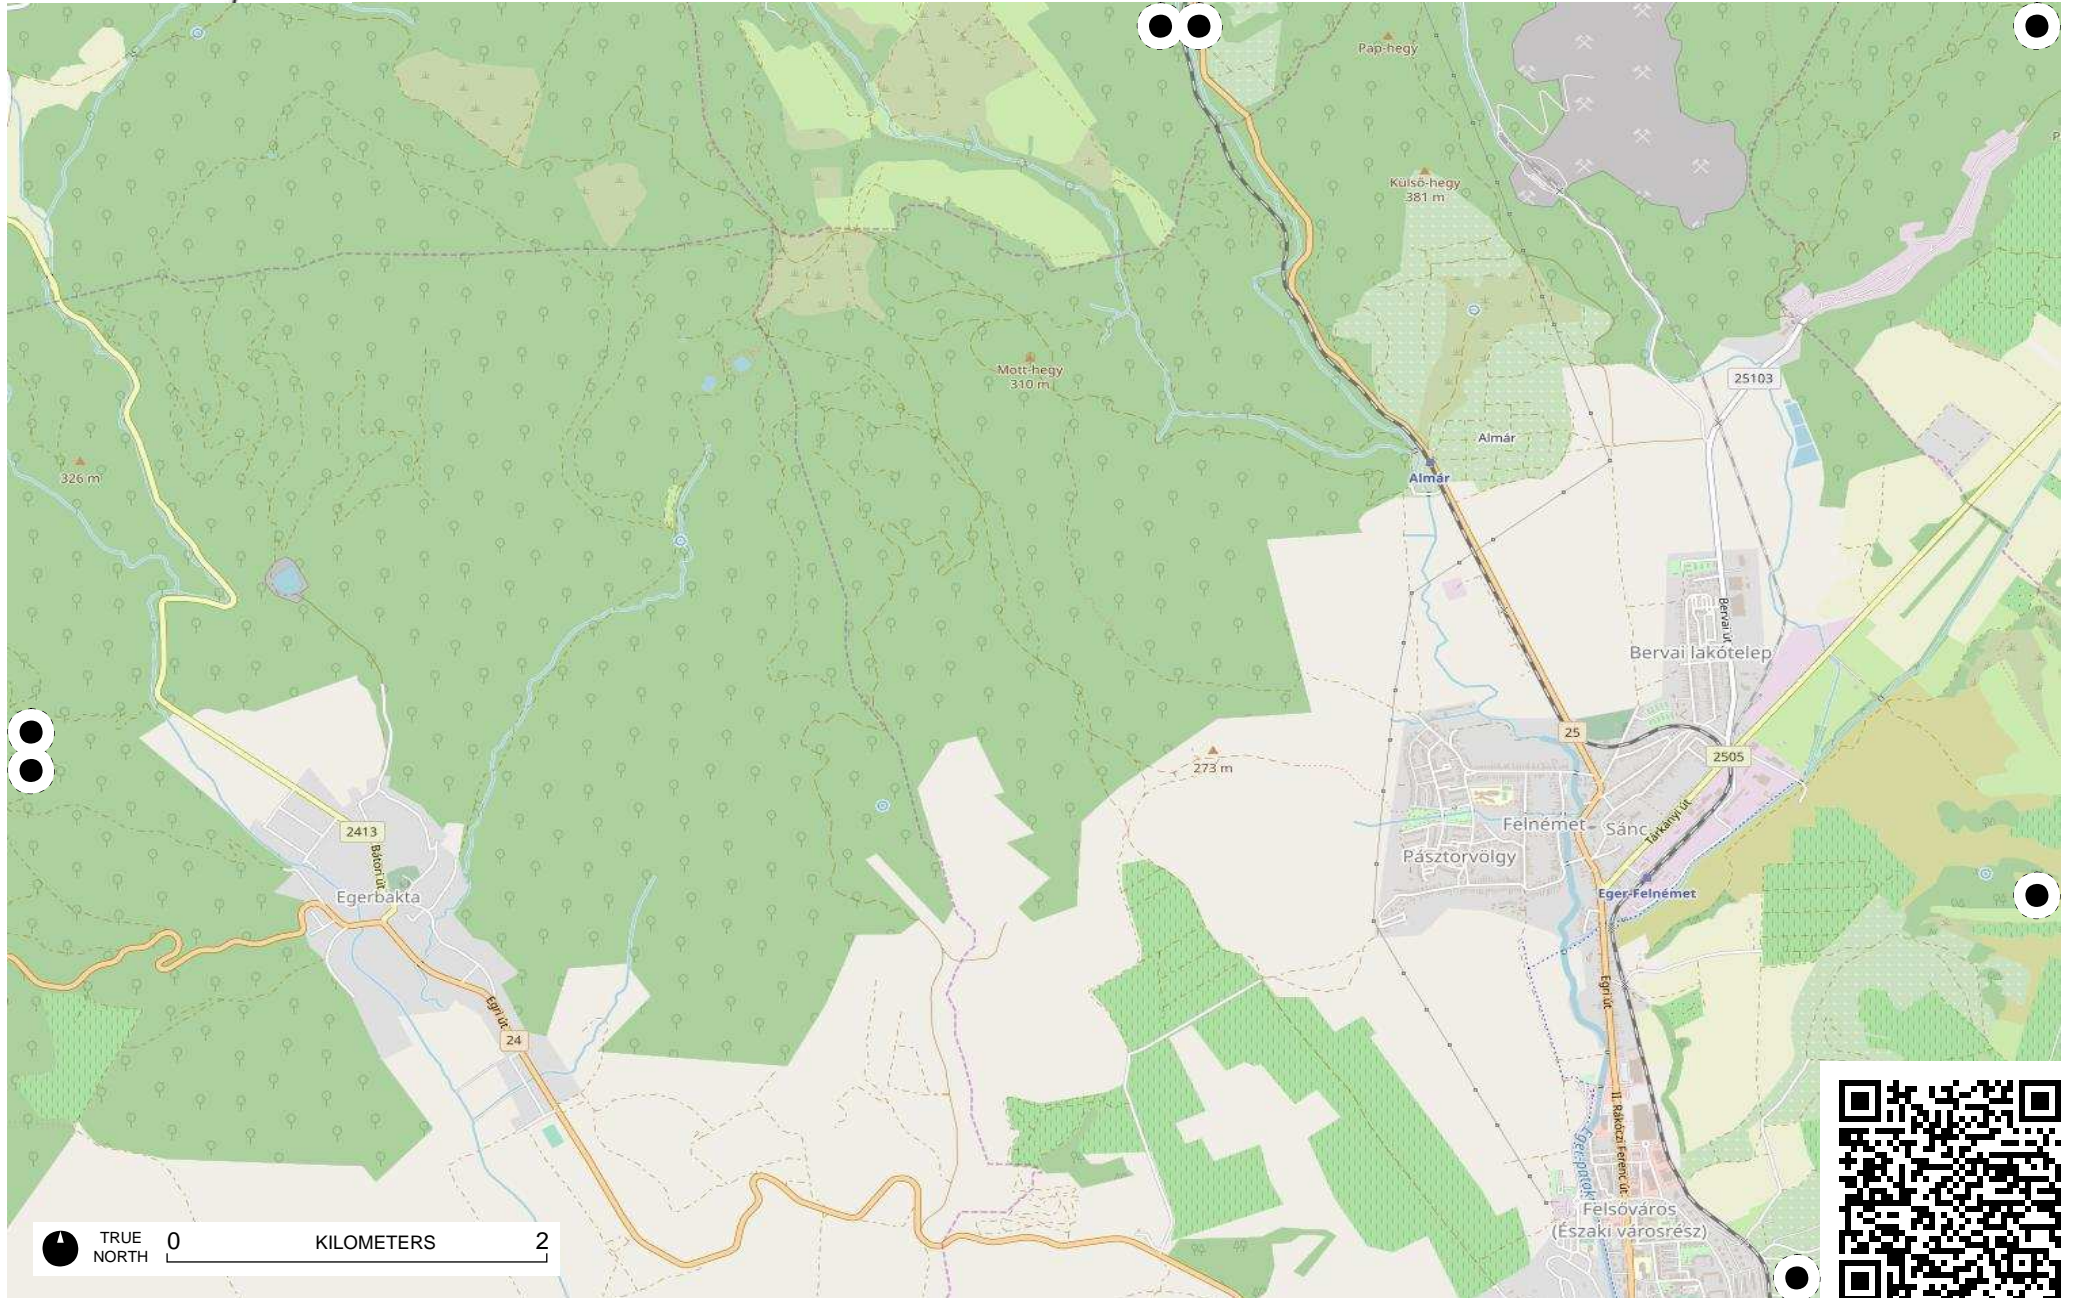 Pap-hegy
Külső-hegy
381 m
Mott-hegy
310 m
25103
Almár
Almár
326 m
Bervai út
Bervai lakótelep
25
2505
273 m
Felnémet
Sánc
Tárkányi út
2413
Bátori út
Pásztorvölgy
Egerbakta
Eger-Felnémet
Egri út
Egri út
24
II. Rákóczi Ferenc út
Eger-patak
Felsőváros
(Északi városrész)
TRUE
NORTH
0 KILOMETERS 2